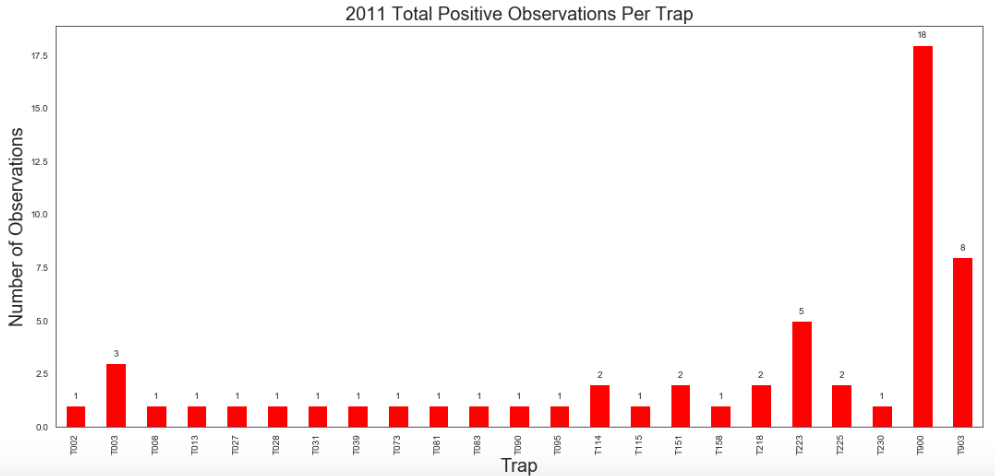 2011 Total Positive Observations Per Trap
Number of Observations
17.5
15.0
12.5
10.0
7.5
5.0
2.5
0.0
1 3 1 1 1 1 1 1 1 1 1 1 1 2 1 2 1 2 5 2 1 18 8
T002 T003 T008 T013 T027 T028 T031 T039 T073 T081 T083 T090 T095 T114 T115 T151 T158 T218 T223 T225 T230 T900 T903
Trap